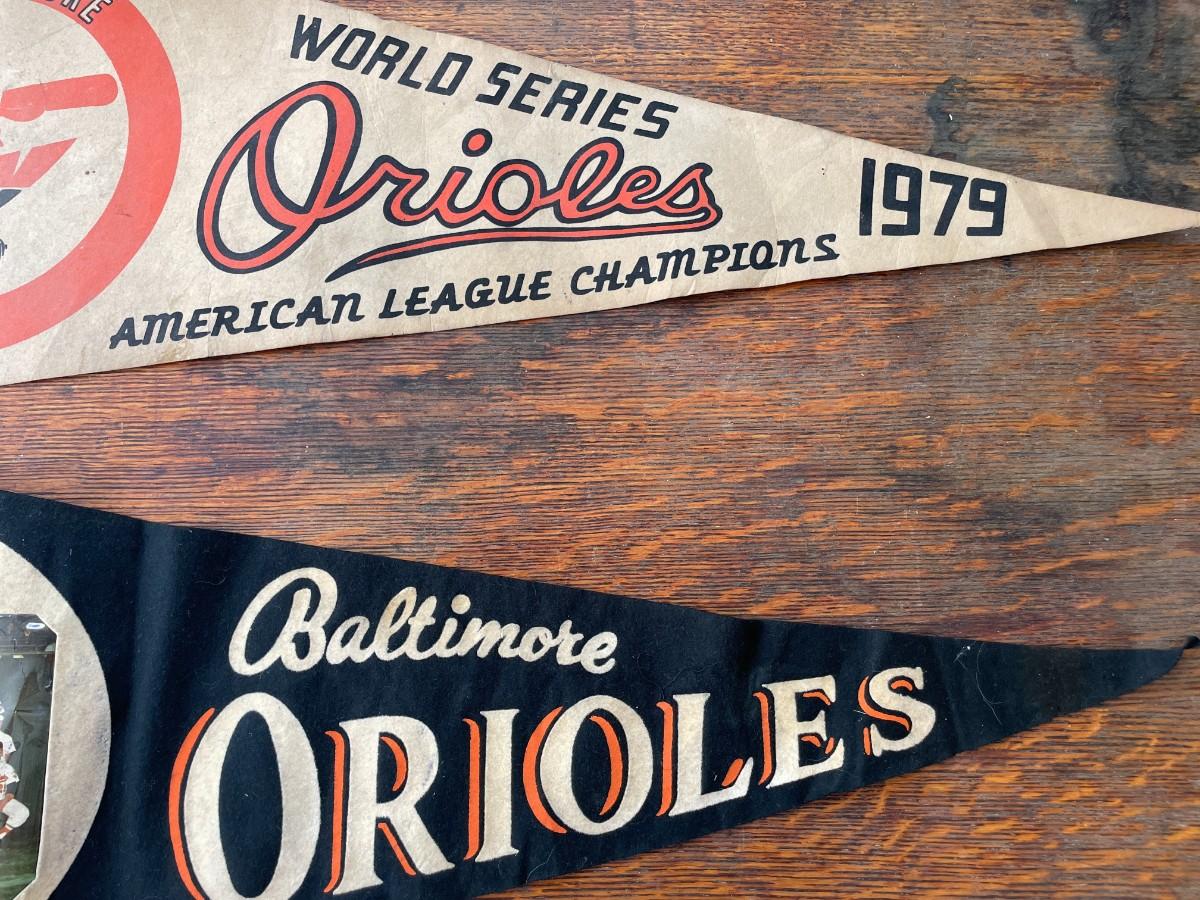 WORLD SERIES
Orioles
AMERICAN LEAGUE CHAMPIONS
1979
Baltimore
ORIOLES